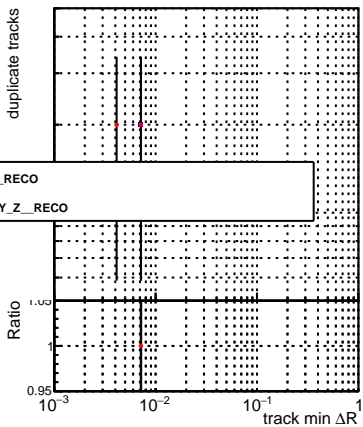 duplicate tracks
_RECO
Y_Z__RECO
1.05
Ratio
1
0.95
10⁻³ 10⁻² 10⁻¹ 1
track min ΔR